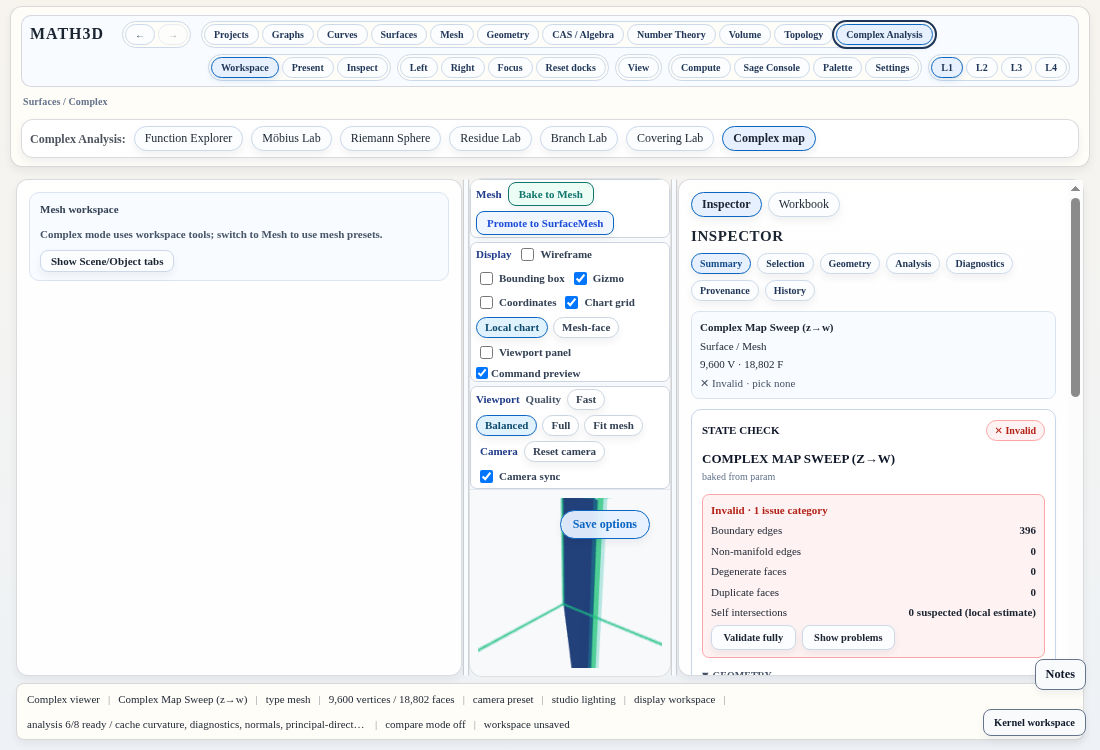 MATH3D ← → Projects Graphs Curves Surfaces Mesh Geometry CAS / Algebra Number Theory Volume Topology Complex Analysis
Workspace Present Inspect Left Right Focus Reset docks View Compute Sage Console Palette Settings L1 L2 L3 L4
Surfaces / Complex
Complex Analysis: Function Explorer Möbius Lab Riemann Sphere Residue Lab Branch Lab Covering Lab Complex map
Mesh workspace
Complex mode uses workspace tools; switch to Mesh to use mesh presets.
Show Scene/Object tabs
Mesh Bake to Mesh
Promote to SurfaceMesh
Display Wireframe
Bounding box Gizmo
Coordinates Chart grid
Local chart Mesh-face
Viewport panel
Command preview
Viewport Quality Fast
Balanced Full Fit mesh
Camera Reset camera
Camera sync
Save options
Inspector Workbook
INSPECTOR
Summary Selection Geometry Analysis Diagnostics
Provenance History
Complex Map Sweep (z→w)
Surface / Mesh
9,600 V · 18,802 F
✕ Invalid · pick none
STATE CHECK ✕ Invalid
COMPLEX MAP SWEEP (Z→W)
baked from param
Invalid · 1 issue category
Boundary edges 396
Non-manifold edges 0
Degenerate faces 0
Duplicate faces 0
Self intersections 0 suspected (local estimate)
Validate fully Show problems
▾ GEOMETRY
Notes
Complex viewer | Complex Map Sweep (z→w) | type mesh | 9,600 vertices / 18,802 faces | camera preset | studio lighting | display workspace |
analysis 6/8 ready / cache curvature, diagnostics, normals, principal-direct… | compare mode off | workspace unsaved
Kernel workspace